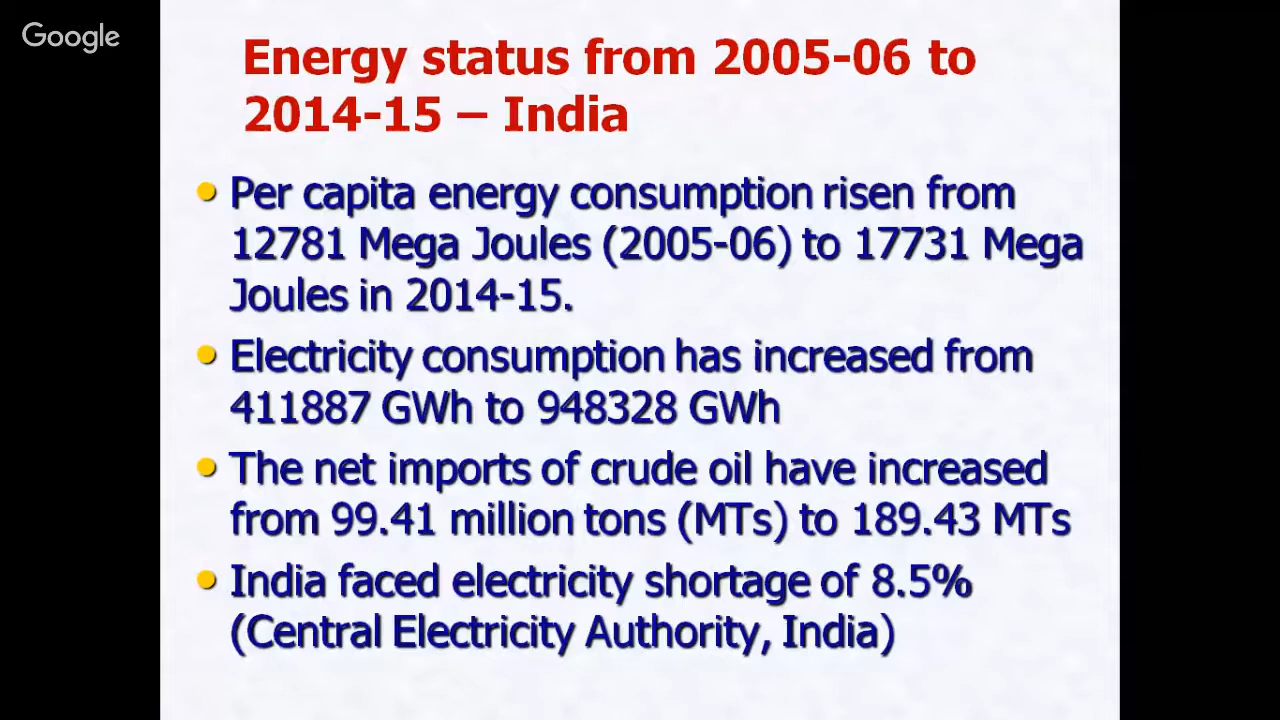 Google
Energy status from 2005-06 to
2014-15 – India
• Per capita energy consumption risen from
12781 Mega Joules (2005-06) to 17731 Mega
Joules in 2014-15.
• Electricity consumption has increased from
411887 GWh to 948328 GWh
• The net imports of crude oil have increased
from 99.41 million tons (MTs) to 189.43 MTs
• India faced electricity shortage of 8.5%
(Central Electricity Authority, India)